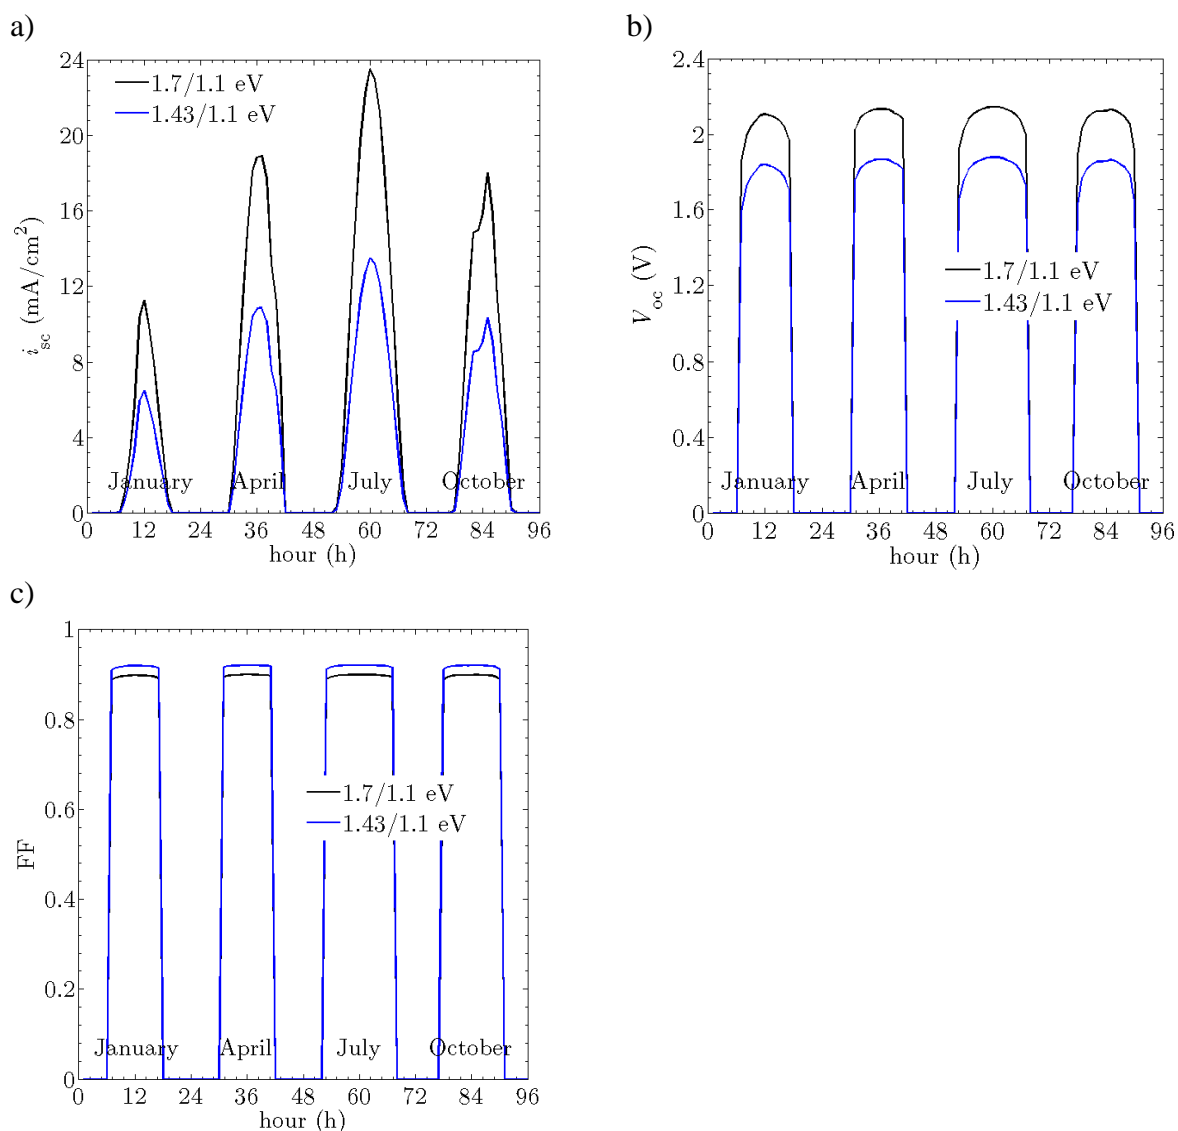 a)
24
20
16
12
8
4
0
i_sc (mA/cm²)
1.7/1.1 eV
1.43/1.1 eV
January April July October
0 12 24 36 48 60 72 84 96
hour (h)
b)
2.4
2
1.6
1.2
0.8
0.4
0
V_oc (V)
1.7/1.1 eV
1.43/1.1 eV
January April July October
0 12 24 36 48 60 72 84 96
hour (h)
c)
1
0.8
0.6
0.4
0.2
0
FF
1.7/1.1 eV
1.43/1.1 eV
January April July October
0 12 24 36 48 60 72 84 96
hour (h)